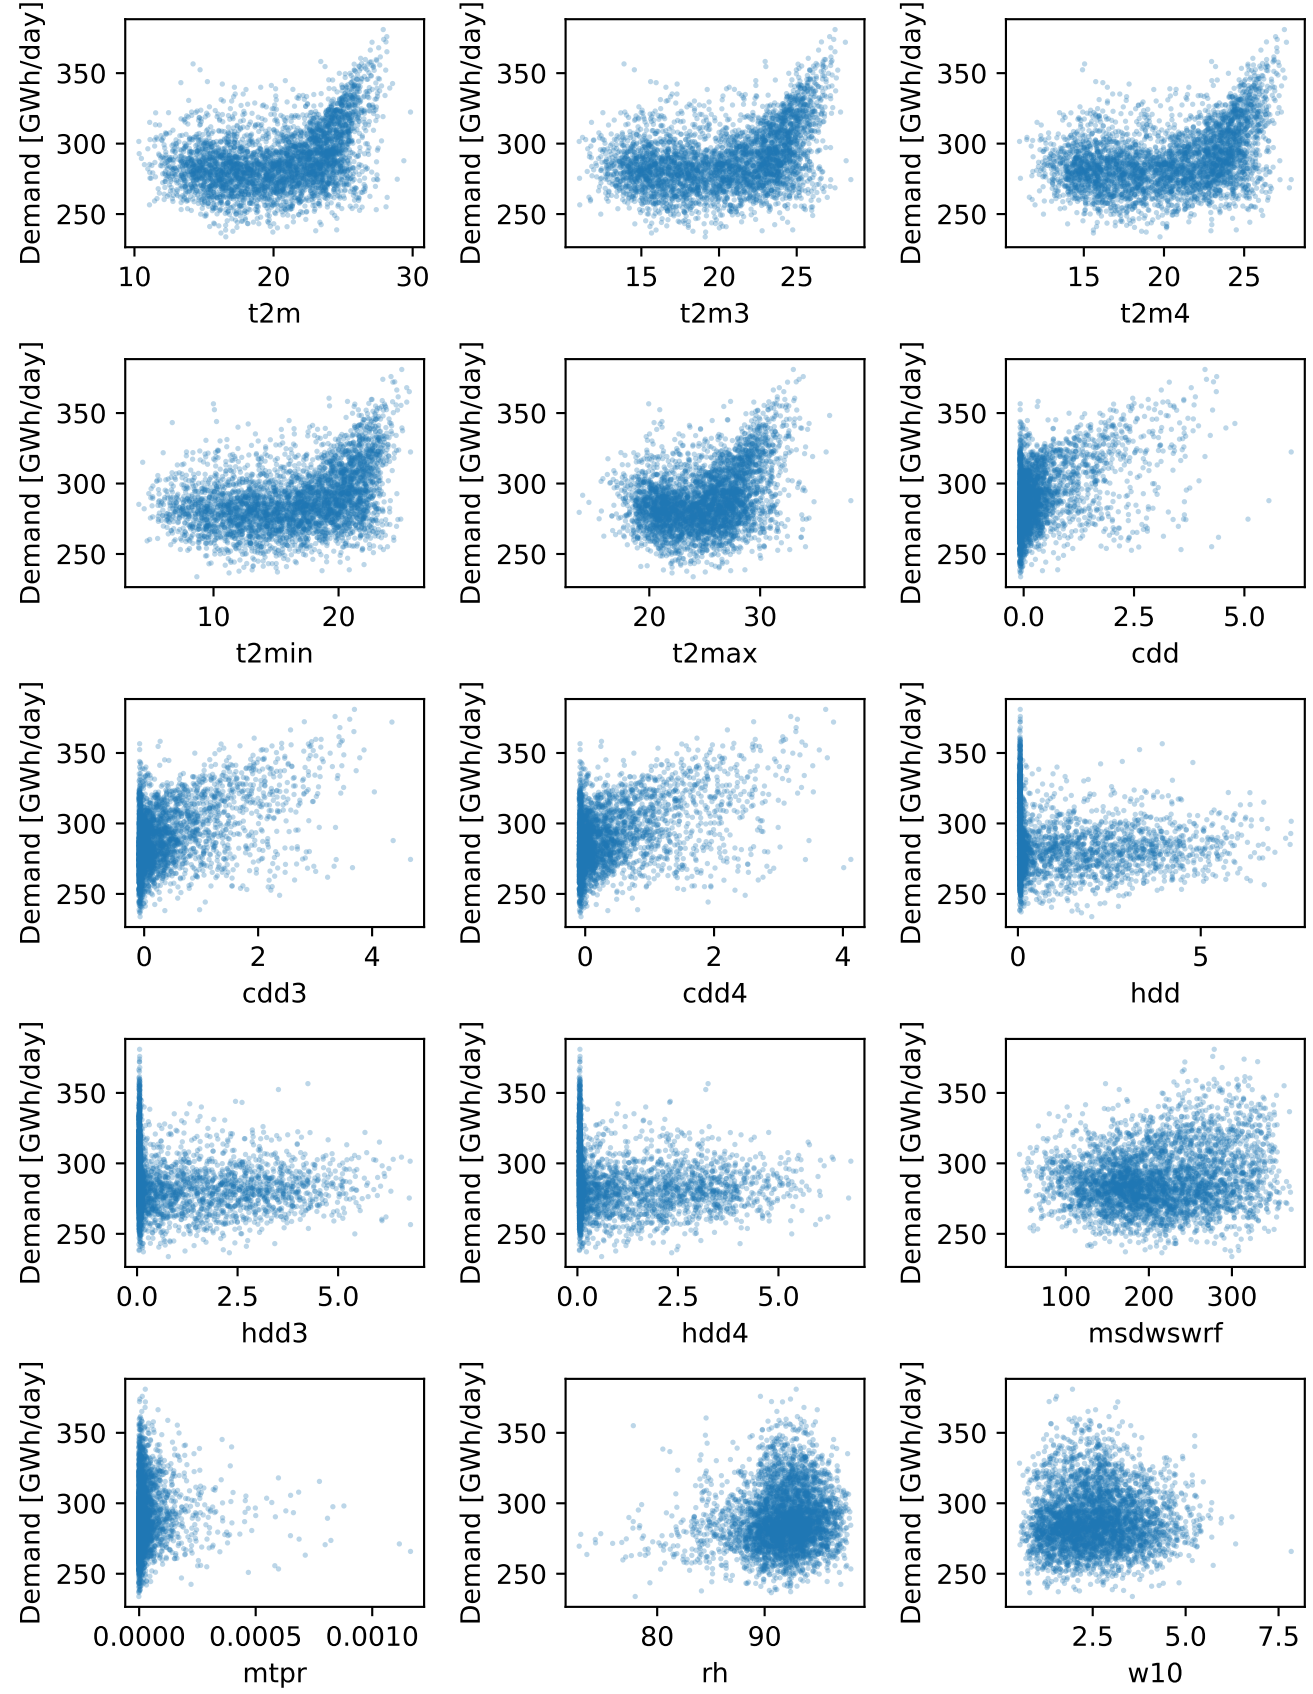 Demand [GWh/day]
350
300
250
10 20 30
t2m
Demand [GWh/day]
350
300
250
15 20 25
t2m3
Demand [GWh/day]
350
300
250
15 20 25
t2m4
Demand [GWh/day]
350
300
250
10 20
t2min
Demand [GWh/day]
350
300
250
20 30
t2max
Demand [GWh/day]
350
300
250
0.0 2.5 5.0
cdd
Demand [GWh/day]
350
300
250
0 2 4
cdd3
Demand [GWh/day]
350
300
250
0 2 4
cdd4
Demand [GWh/day]
350
300
250
0 5
hdd
Demand [GWh/day]
350
300
250
0.0 2.5 5.0
hdd3
Demand [GWh/day]
350
300
250
0.0 2.5 5.0
hdd4
Demand [GWh/day]
350
300
250
100 200 300
msdwswrf
Demand [GWh/day]
350
300
250
0.0000 0.0005 0.0010
mtpr
Demand [GWh/day]
350
300
250
80 90
rh
Demand [GWh/day]
350
300
250
2.5 5.0 7.5
w10